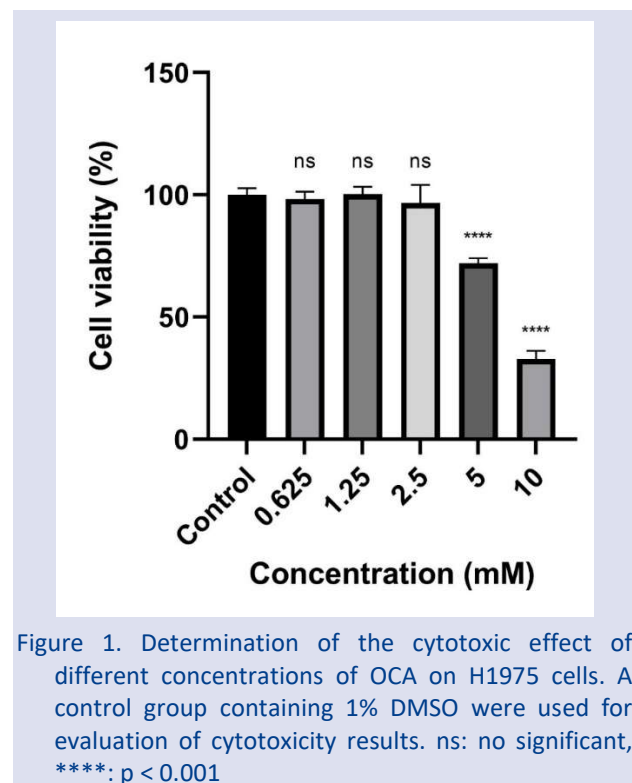 150
100
50
0
Cell viability (%)
ns
ns
ns
****
****
Control
0.625
1.25
2.5
5
10
Concentration (mM)
Figure 1. Determination of the cytotoxic effect of
different concentrations of OCA on H1975 cells. A
control group containing 1% DMSO were used for
evaluation of cytotoxicity results. ns: no significant,
****: p < 0.001